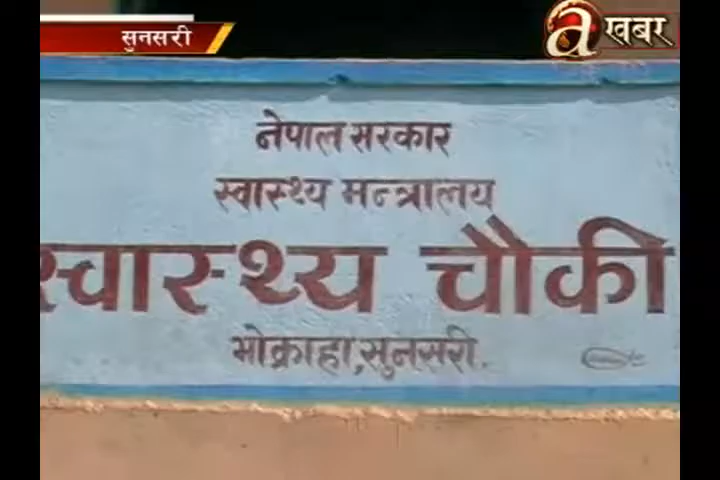 सुनसरी
a खबर
नेपाल सरकार
स्वास्थ्य मन्त्रालय
स्वास्थ्य चौकी
भोक्राहा,सुनसरी.